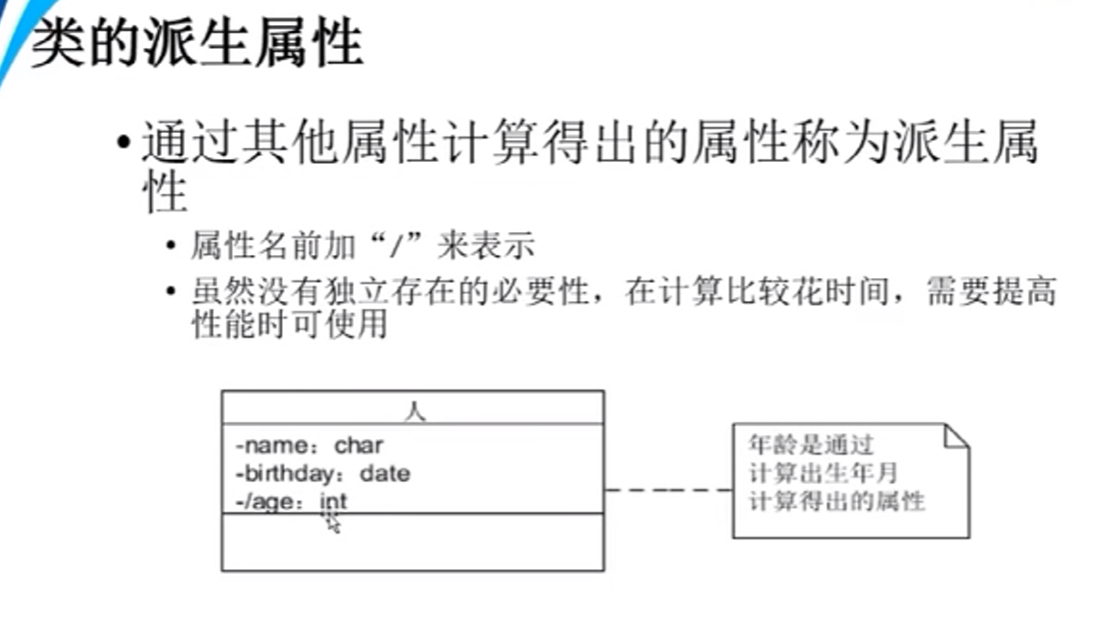 类的派生属性
•通过其他属性计算得出的属性称为派生属
性
• 属性名前加“/”来表示
• 虽然没有独立存在的必要性，在计算比较花时间，需要提高
性能时可使用
人
-name：char
-birthday：date
-/age：int
年龄是通过
计算出生年月
计算得出的属性